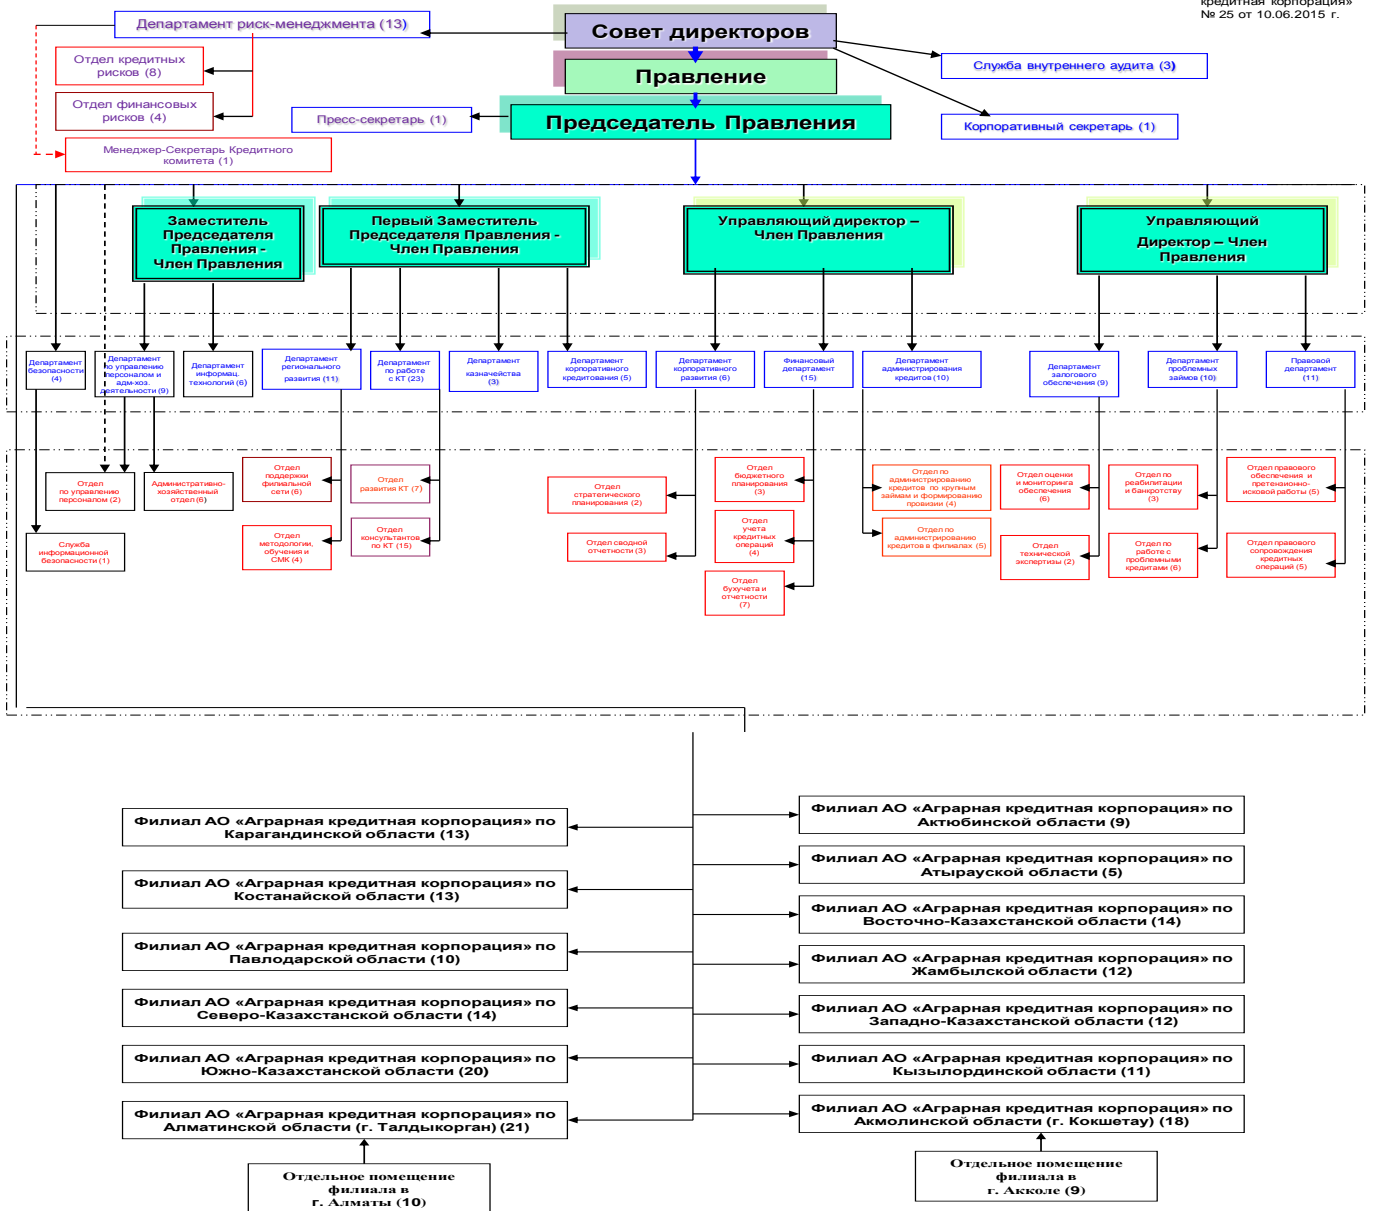 кредитная корпорация»
№ 25 от 10.06.2015 г.
Департамент риск-менеджмента (13)
Совет директоров
Отдел кредитных
рисков (8)
Служба внутреннего аудита (3)
Правление
Отдел финансовых
рисков (4)
Пресс-секретарь (1)
Председатель Правления
Корпоративный секретарь (1)
Менеджер-Секретарь Кредитного
комитета (1)
Заместитель
Председателя
Правления -
Член Правления
Первый Заместитель
Председателя Правления -
Член Правления
Управляющий директор –
Член Правления
Управляющий
Директор – Член
Правления
Департамент
безопасности
(4)
Департамент
по управлению
персоналом и
адм-хоз.
деятельности (9)
Департамент
информац.
технологий (6)
Департамент
регионального
развития (11)
Департамент
по работе
с КТ (23)
Департамент
казначейства
(3)
Департамент
корпоративного
кредитования (5)
Департамент
корпоративного
развития (6)
Финансовый
департамент
(15)
Департамент
администрирования
кредитов (10)
Департамент
залогового
обеспечения (9)
Департамент
проблемных
займов (10)
Правовой
департамент
(11)
Отдел
по управлению
персоналом (2)
Административно-
хозяйственный
отдел (6)
Отдел
поддержки
филиальной
сети (6)
Отдел
развития КТ (7)
Отдел
стратегического
планирования (2)
Отдел
бюджетного
планирования
(3)
Отдел по
администрированию
кредитов по крупным
займам и формированию
провизии (4)
Отдел оценки
и мониторинга
обеспечения
(6)
Отдел по
реабилитации
и банкротству
(3)
Отдел правового
обеспечения и
претензионно-
исковой работы (5)
Служба
информационной
безопасности (1)
Отдел
методологии,
обучения и
СМК (4)
Отдел
консультантов
по КТ (15)
Отдел сводной
отчетности (3)
Отдел
учета
кредитных
операций
(4)
Отдел по
администрированию
кредитов в филиалах (5)
Отдел
технической
экспертизы (2)
Отдел по
работе с
проблемными
кредитами (6)
Отдел правового
сопровождения
кредитных
операций (5)
Отдел
бухучета и
отчетности
(7)
Филиал АО «Аграрная кредитная корпорация» по
Карагандинской области (13)
Филиал АО «Аграрная кредитная корпорация» по
Актюбинской области (9)
Филиал АО «Аграрная кредитная корпорация» по
Костанайской области (13)
Филиал АО «Аграрная кредитная корпорация» по
Атырауской области (5)
Филиал АО «Аграрная кредитная корпорация» по
Восточно-Казахстанской области (14)
Филиал АО «Аграрная кредитная корпорация» по
Павлодарской области (10)
Филиал АО «Аграрная кредитная корпорация» по
Жамбылской области (12)
Филиал АО «Аграрная кредитная корпорация» по
Северо-Казахстанской области (14)
Филиал АО «Аграрная кредитная корпорация» по
Западно-Казахстанской области (12)
Филиал АО «Аграрная кредитная корпорация» по
Южно-Казахстанской области (20)
Филиал АО «Аграрная кредитная корпорация» по
Кызылординской области (11)
Филиал АО «Аграрная кредитная корпорация» по
Алматинской области (г. Талдыкорган) (21)
Филиал АО «Аграрная кредитная корпорация» по
Акмолинской области (г. Кокшетау) (18)
Отдельное помещение
филиала в
г. Алматы (10)
Отдельное помещение
филиала в
г. Акколе (9)